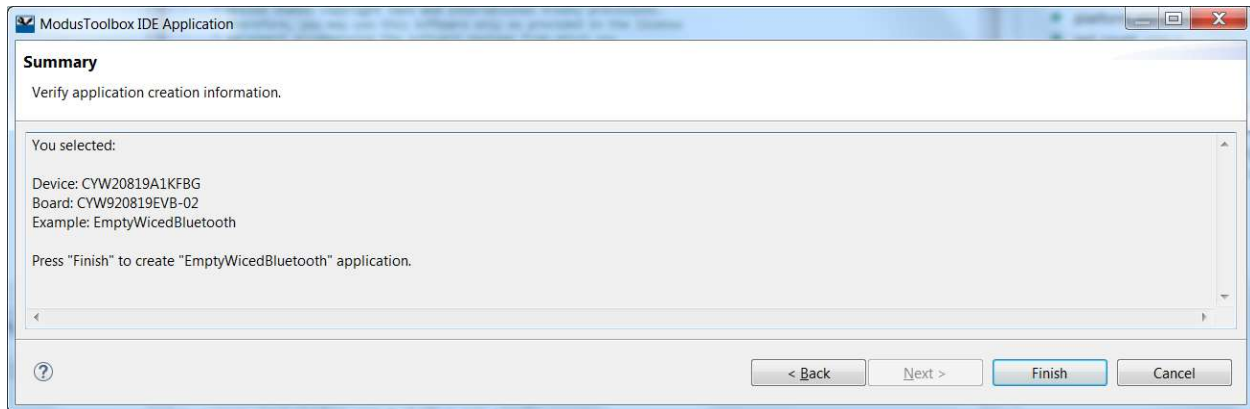 ModusToolbox IDE Application
Summary
Verify application creation information.
You selected:
Device: CYW20819A1KFBG
Board: CYW920819EVB-02
Example: EmptyWicedBluetooth
Press "Finish" to create "EmptyWicedBluetooth" application.
?
< Back
Next >
Finish
Cancel